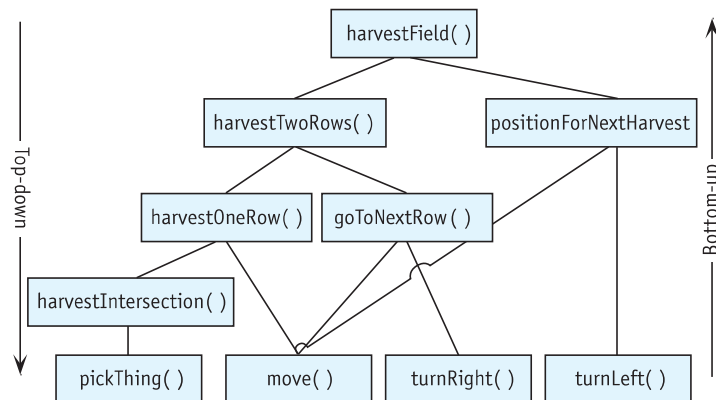 harvestField( )
harvestTwoRows( )
positionForNextHarvest
Top-down
Bottom-up
harvestOneRow( )
goToNextRow( )
harvestIntersection( )
pickThing( )
move( )
turnRight( )
turnLeft( )